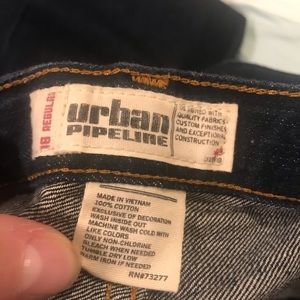 18 REGULAR
urban
PIPELINE
DESIGNED WITH
QUALITY FABRICS
CUSTOM FINISHES
AND EXCEPTIONAL
CONSTRUCTION
MADE IN VIETNAM
100% COTTON
EXCLUSIVE OF DECORATION
WASH INSIDE OUT
MACHINE WASH COLD WITH
LIKE COLORS
ONLY NON-CHLORINE
BLEACH WHEN NEEDED
TUMBLE DRY LOW
WARM IRON IF NEEDED
RN#73277